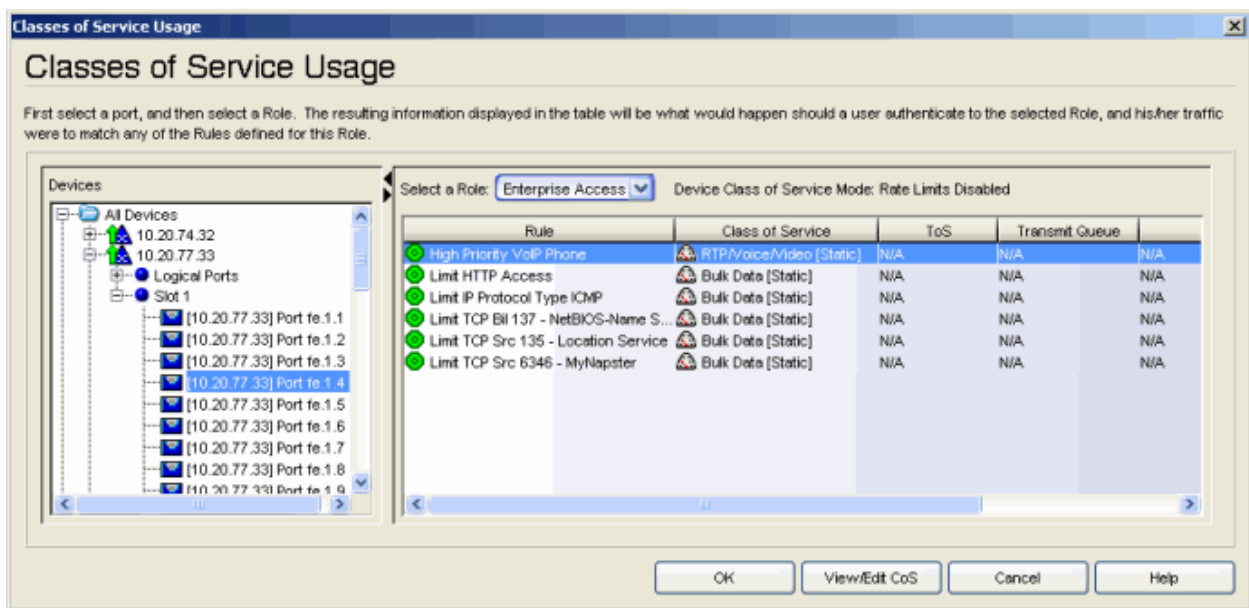 Classes of Service Usage
Classes of Service Usage
First select a port, and then select a Role. The resulting information displayed in the table will be what would happen should a user authenticate to the selected Role, and his/her traffic
were to match any of the Rules defined for this Role.
Devices
All Devices
10.20.74.32
10.20.77.33
Logical Ports
Slot 1
[10.20.77.33] Port fe.1.1
[10.20.77.33] Port fe.1.2
[10.20.77.33] Port fe.1.3
[10.20.77.33] Port fe.1.4
[10.20.77.33] Port fe.1.5
[10.20.77.33] Port fe.1.6
[10.20.77.33] Port fe.1.7
[10.20.77.33] Port fe.1.8
[10.20.77.33] Port fe.1.9
Select a Role: Enterprise Access Device Class of Service Mode: Rate Limits Disabled
Rule Class of Service ToS Transmit Queue
High Priority VoIP Phone RTP/Voice/Video [Static] N/A N/A N/A
Limit HTTP Access Bulk Data [Static] N/A N/A N/A
Limit IP Protocol Type ICMP Bulk Data [Static] N/A N/A N/A
Limit TCP Bil 137 - NetBIOS-Name S... Bulk Data [Static] N/A N/A N/A
Limit TCP Src 135 - Location Service Bulk Data [Static] N/A N/A N/A
Limit TCP Src 6346 - MyNapster Bulk Data [Static] N/A N/A N/A
OK View/Edit CoS Cancel Help